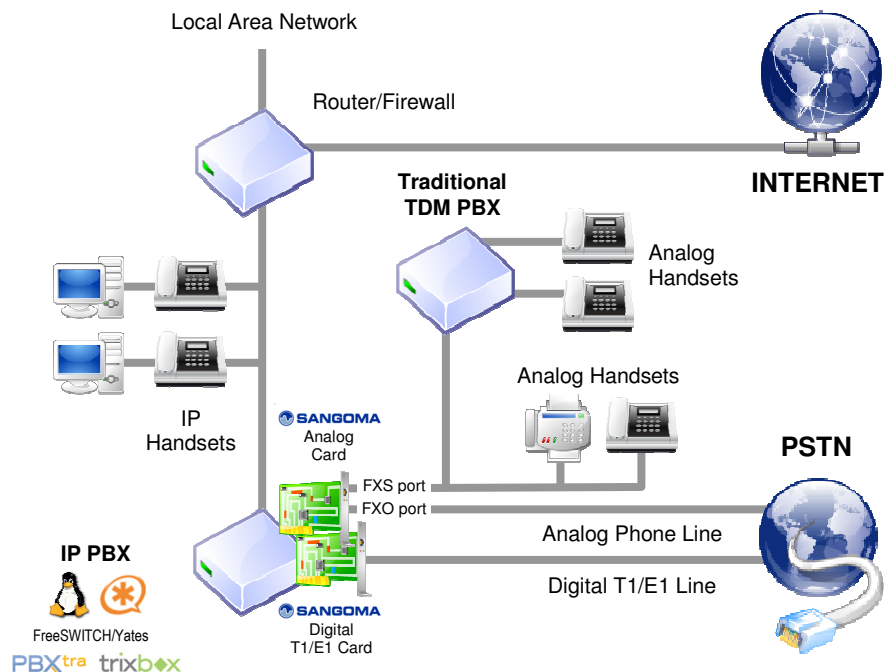 Local Area Network
Router/Firewall
INTERNET
Traditional
TDM PBX
Analog
Handsets
Analog Handsets
IP
Handsets
SANGOMA
Analog
Card
FXS port
FXO port
PSTN
Analog Phone Line
Digital T1/E1 Line
IP PBX
FreeSWITCH/Yates
PBXtra trixbox
SANGOMA
Digital
T1/E1 Card